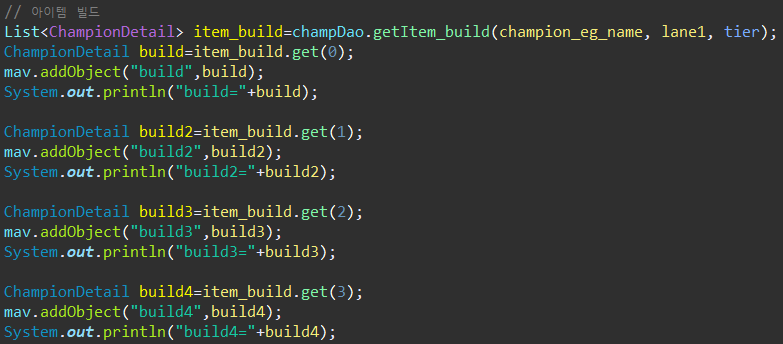 // 아이템 빌드
List<ChampionDetail> item_build=champDao.getItem_build(champion_eg_name, lane1, tier);
ChampionDetail build=item_build.get(0);
mav.addObject("build",build);
System.out.println("build="+build);
ChampionDetail build2=item_build.get(1);
mav.addObject("build2",build2);
System.out.println("build2="+build2);
ChampionDetail build3=item_build.get(2);
mav.addObject("build3",build3);
System.out.println("build3="+build3);
ChampionDetail build4=item_build.get(3);
mav.addObject("build4",build4);
System.out.println("build4="+build4);